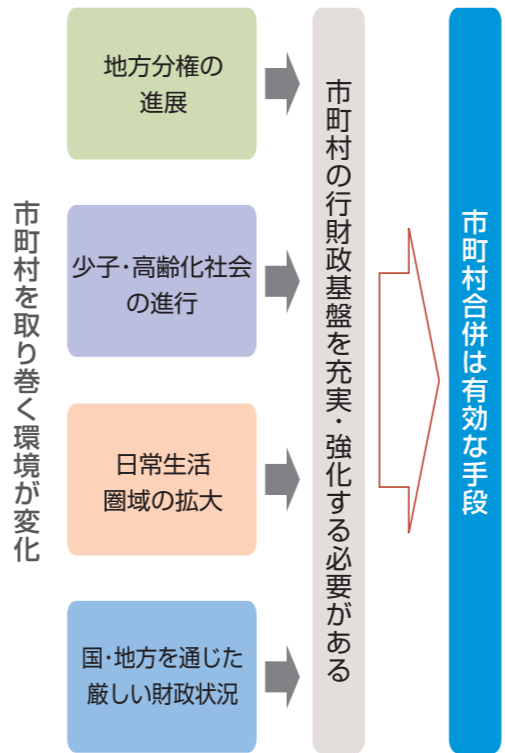 市町村を取り巻く環境が変化
地方分権の
進展
少子・高齢化社会
の進行
日常生活
圏域の拡大
国・地方を通じた
厳しい財政状況
市町村の行財政基盤を充実・強化する必要がある
市町村合併は有効な手段